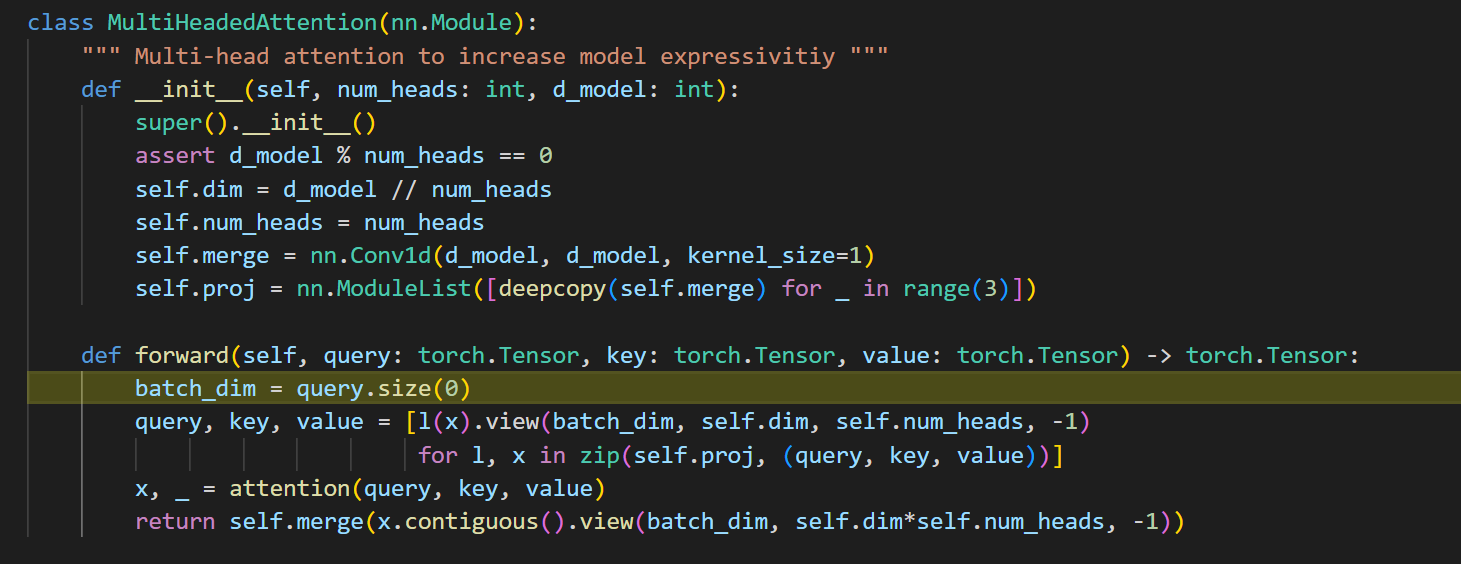 class MultiHeadedAttention(nn.Module):
    """ Multi-head attention to increase model expressivitiy """
    def __init__(self, num_heads: int, d_model: int):
        super().__init__()
        assert d_model % num_heads == 0
        self.dim = d_model // num_heads
        self.num_heads = num_heads
        self.merge = nn.Conv1d(d_model, d_model, kernel_size=1)
        self.proj = nn.ModuleList([deepcopy(self.merge) for _ in range(3)])

    def forward(self, query: torch.Tensor, key: torch.Tensor, value: torch.Tensor) -> torch.Tensor:
        batch_dim = query.size(0)
        query, key, value = [l(x).view(batch_dim, self.dim, self.num_heads, -1)
                             for l, x in zip(self.proj, (query, key, value))]
        x, _ = attention(query, key, value)
        return self.merge(x.contiguous().view(batch_dim, self.dim*self.num_heads, -1))